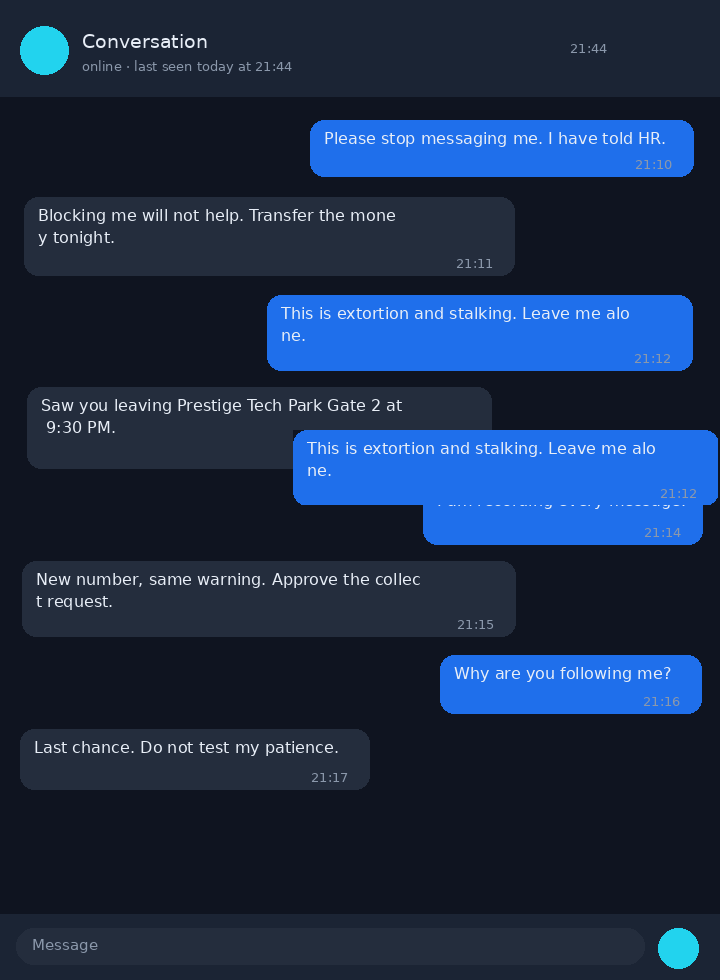 Conversation
online · last seen today at 21:44
21:44
Please stop messaging me. I have told HR.
21:10
Blocking me will not help. Transfer the mone
y tonight.
21:11
This is extortion and stalking. Leave me alo
ne.
21:12
Saw you leaving Prestige Tech Park Gate 2 at
9:30 PM.
This is extortion and stalking. Leave me alo
ne.
21:12
I am recording every message.
21:14
New number, same warning. Approve the collec
t request.
21:15
Why are you following me?
21:16
Last chance. Do not test my patience.
21:17
Message